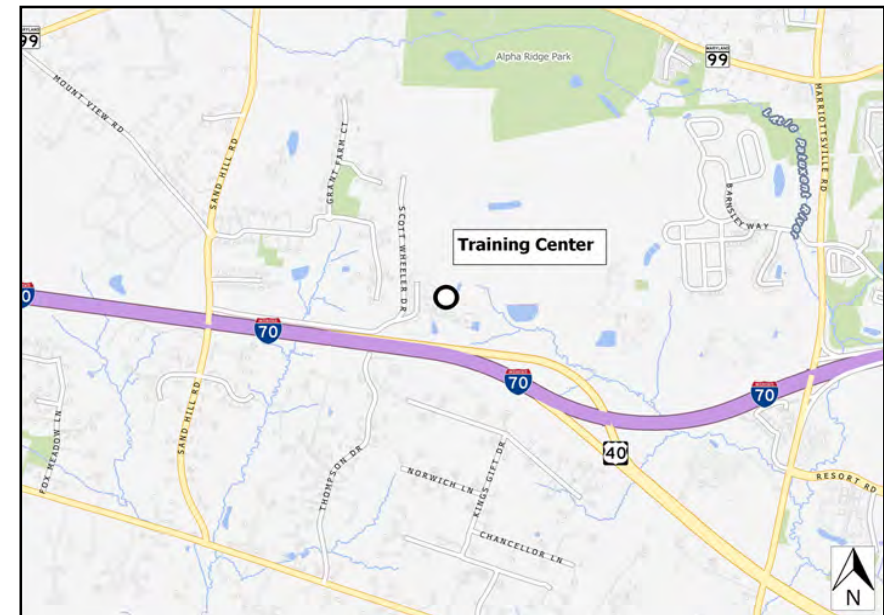 99
MARYLAND
99
Alpha Ridge Park
MOUNT VIEW RD
SAND HILL RD
GRANT FARM CT
SCOTT WHEELER DR
Little Patuxent River
MARRIOTTSVILLE RD
BARNSLEY WAY
Training Center
0
70
70
70
40
SAND HILL RD
FOX MEADOW LN
THOMPSON DR
NORWICH LN
KINGS GIFT DR
CHANCELLOR LN
RESORT RD
N